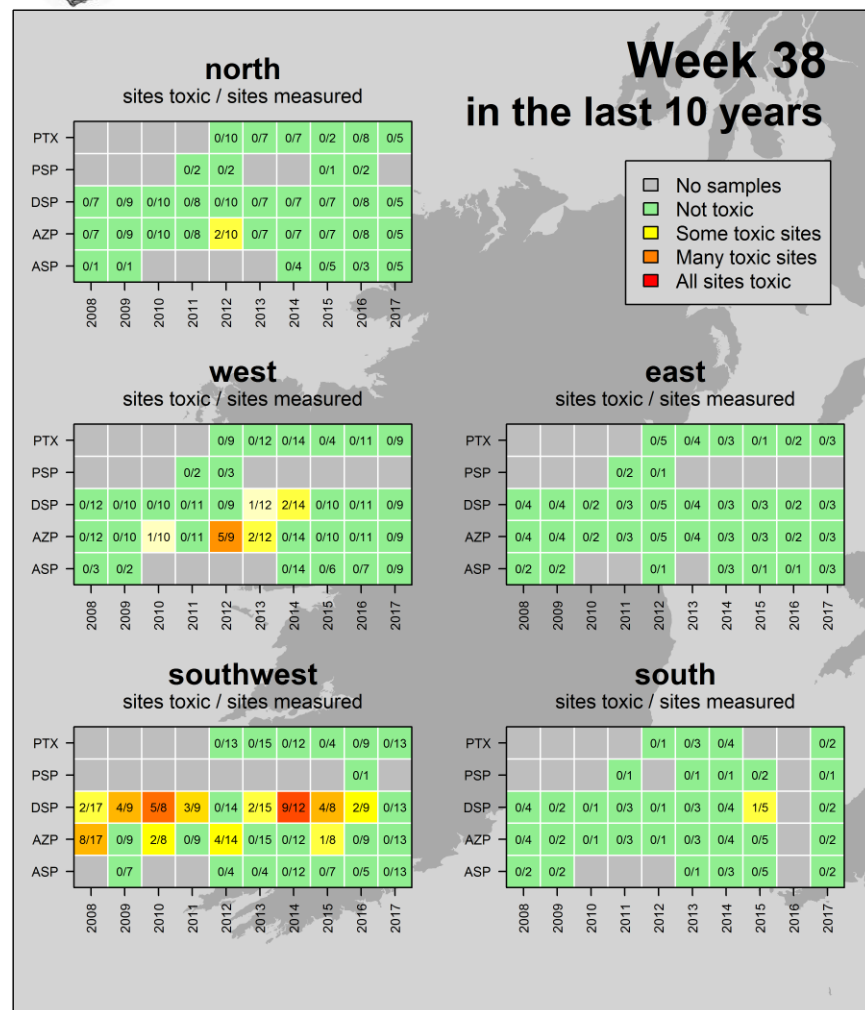 Week 38
in the last 10 years
No samples
Not toxic
Some toxic sites
Many toxic sites
All sites toxic
north
sites toxic / sites measured
PTX 0/10 0/7 0/7 0/2 0/8 0/5
PSP 0/2 0/2 0/1 0/2
DSP 0/7 0/9 0/10 0/8 0/10 0/7 0/7 0/7 0/8 0/5
AZP 0/7 0/9 0/10 0/8 2/10 0/7 0/7 0/7 0/8 0/5
ASP 0/1 0/1 0/4 0/5 0/3 0/5
2008 2009 2010 2011 2012 2013 2014 2015 2016 2017
west
sites toxic / sites measured
PTX 0/9 0/12 0/14 0/4 0/11 0/9
PSP 0/2 0/3
DSP 0/12 0/10 0/10 0/11 0/9 1/12 2/14 0/10 0/11 0/9
AZP 0/12 0/10 1/10 0/11 5/9 2/12 0/14 0/10 0/11 0/9
ASP 0/3 0/2 0/14 0/6 0/7 0/9
2008 2009 2010 2011 2012 2013 2014 2015 2016 2017
east
sites toxic / sites measured
PTX 0/5 0/4 0/3 0/1 0/2 0/3
PSP 0/2 0/1
DSP 0/4 0/4 0/2 0/3 0/5 0/4 0/3 0/3 0/2 0/3
AZP 0/4 0/4 0/2 0/3 0/5 0/4 0/3 0/3 0/2 0/3
ASP 0/2 0/2 0/1 0/3 0/1 0/1 0/3
2008 2009 2010 2011 2012 2013 2014 2015 2016 2017
southwest
sites toxic / sites measured
PTX 0/13 0/15 0/12 0/4 0/9 0/13
PSP 0/1
DSP 2/17 4/9 5/8 3/9 0/14 2/15 9/12 4/8 2/9 0/13
AZP 8/17 0/9 2/8 0/9 4/14 0/15 0/12 1/8 0/9 0/13
ASP 0/7 0/4 0/4 0/12 0/7 0/5 0/13
2008 2009 2010 2011 2012 2013 2014 2015 2016 2017
south
sites toxic / sites measured
PTX 0/1 0/3 0/4 0/2
PSP 0/1 0/1 0/1 0/2 0/1
DSP 0/4 0/2 0/1 0/3 0/1 0/3 0/4 1/5 0/2
AZP 0/4 0/2 0/1 0/3 0/1 0/3 0/4 0/5 0/2
ASP 0/2 0/2 0/1 0/3 0/5 0/2
2008 2009 2010 2011 2012 2013 2014 2015 2016 2017